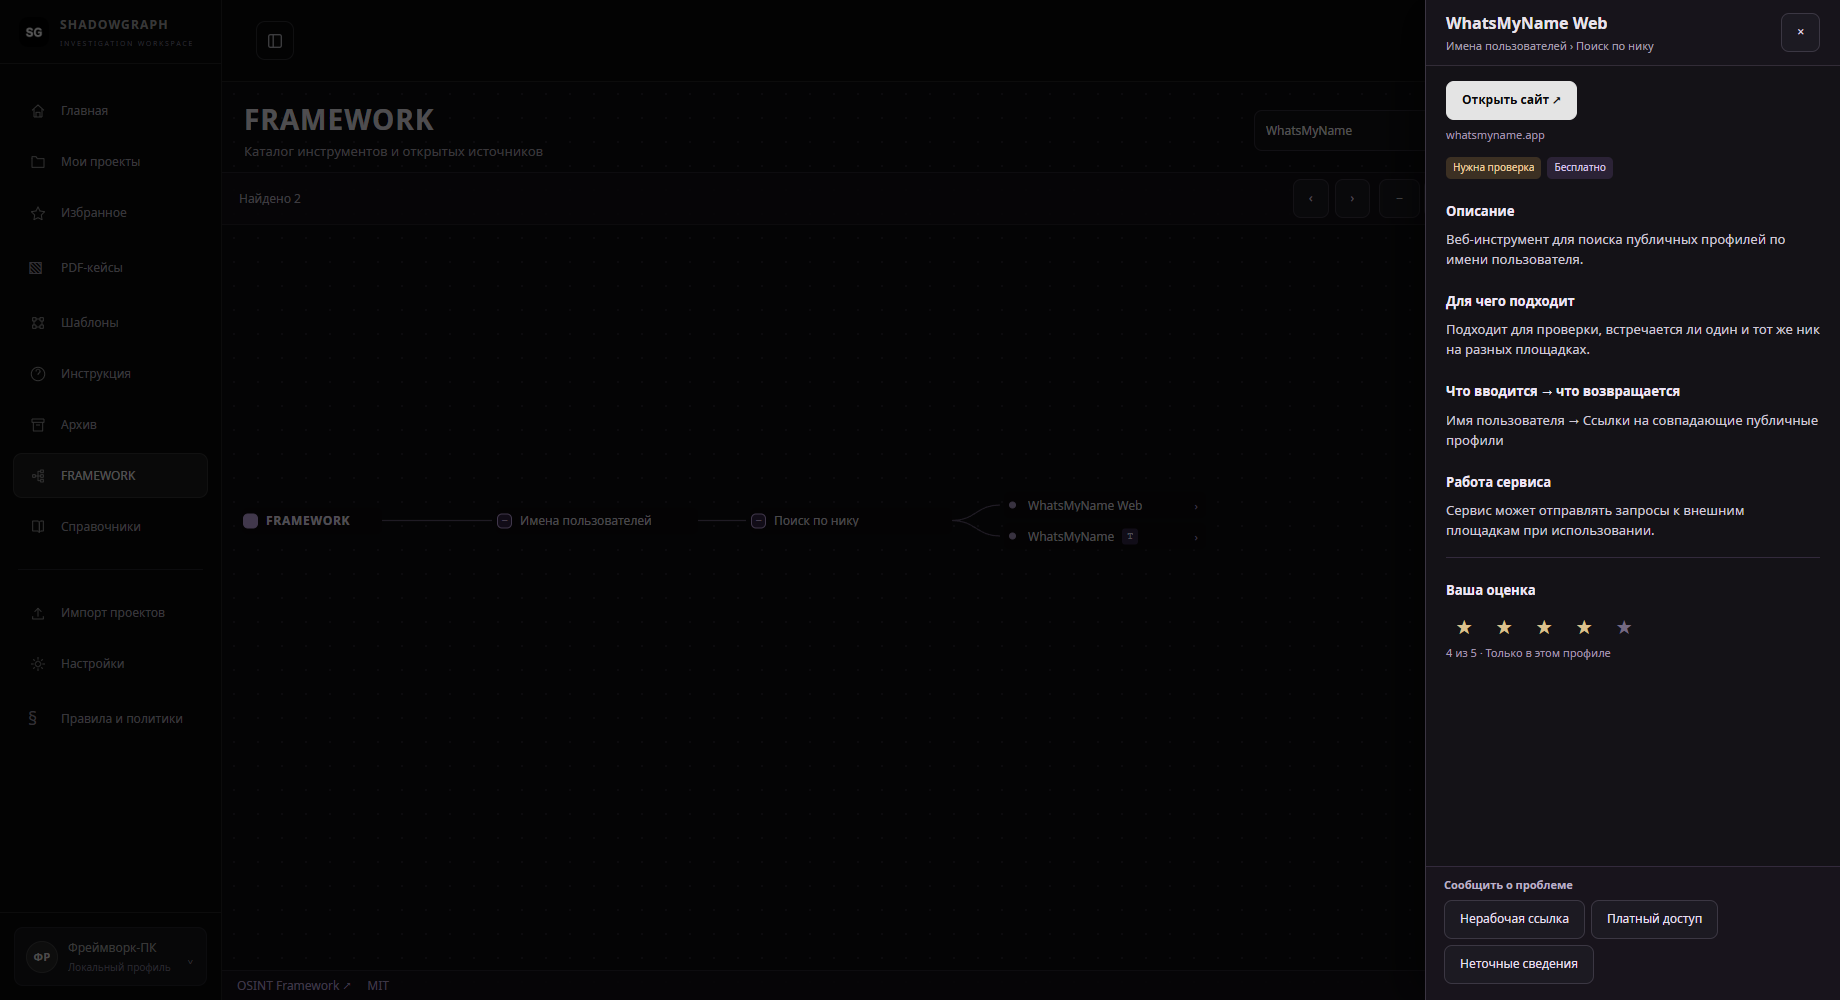 SG
SHADOWGRAPH
INVESTIGATION WORKSPACE
Главная
Мои проекты
Избранное
PDF-кейсы
Шаблоны
Инструкция
Архив
FRAMEWORK
Справочники
Импорт проектов
Настройки
§ Правила и политики
ФР
Фреймворк-ПК
Локальный профиль
FRAMEWORK
Каталог инструментов и открытых источников
WhatsMyName
Найдено 2
‹ › −
FRAMEWORK
Имена пользователей
Поиск по нику
WhatsMyName Web ›
WhatsMyName T ›
OSINT Framework ↗ MIT
WhatsMyName Web
Имена пользователей › Поиск по нику
×
Открыть сайт ↗
whatsmyname.app
Нужна проверка Бесплатно
Описание
Веб-инструмент для поиска публичных профилей по
имени пользователя.
Для чего подходит
Подходит для проверки, встречается ли один и тот же ник
на разных площадках.
Что вводится → что возвращается
Имя пользователя → Ссылки на совпадающие публичные
профили
Работа сервиса
Сервис может отправлять запросы к внешним
площадкам при использовании.
Ваша оценка
★ ★ ★ ★ ★
4 из 5 · Только в этом профиле
Сообщить о проблеме
Нерабочая ссылка Платный доступ
Неточные сведения